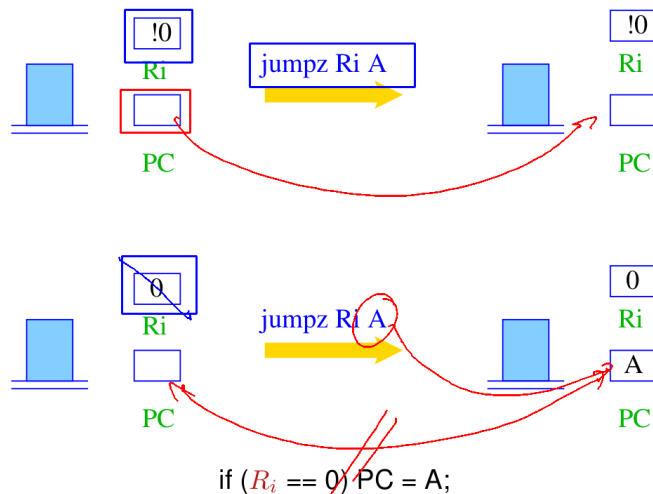 !0 !0
Ri jumpz Ri A Ri
PC PC
0 0
Ri jumpz Ri A Ri
A
PC PC
if (R_i == 0) PC = A;